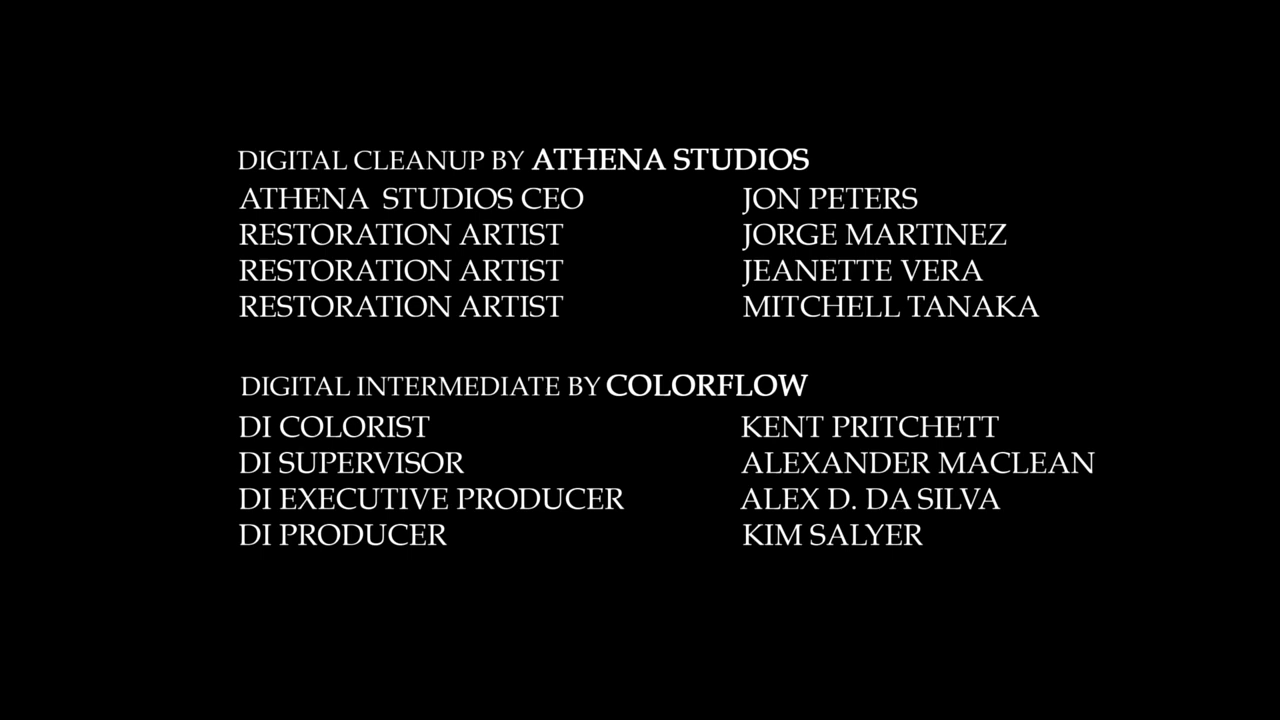 DIGITAL CLEANUP BY ATHENA STUDIOS
ATHENA STUDIOS CEO JON PETERS
RESTORATION ARTIST JORGE MARTINEZ
RESTORATION ARTIST JEANETTE VERA
RESTORATION ARTIST MITCHELL TANAKA
DIGITAL INTERMEDIATE BY COLORFLOW
DI COLORIST KENT PRITCHETT
DI SUPERVISOR ALEXANDER MACLEAN
DI EXECUTIVE PRODUCER ALEX D. DA SILVA
DI PRODUCER KIM SALYER